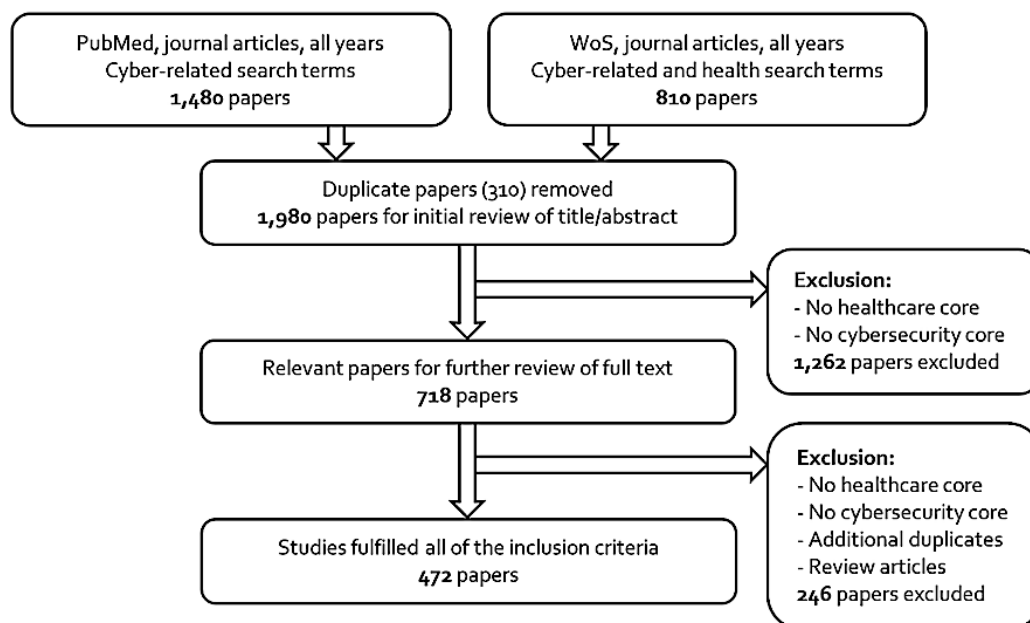 PubMed, journal articles, all years
Cyber-related search terms
1,480 papers
WoS, journal articles, all years
Cyber-related and health search terms
810 papers
Duplicate papers (310) removed
1,980 papers for initial review of title/abstract
Exclusion:
- No healthcare core
- No cybersecurity core
1,262 papers excluded
Relevant papers for further review of full text
718 papers
Exclusion:
- No healthcare core
- No cybersecurity core
- Additional duplicates
- Review articles
246 papers excluded
Studies fulfilled all of the inclusion criteria
472 papers